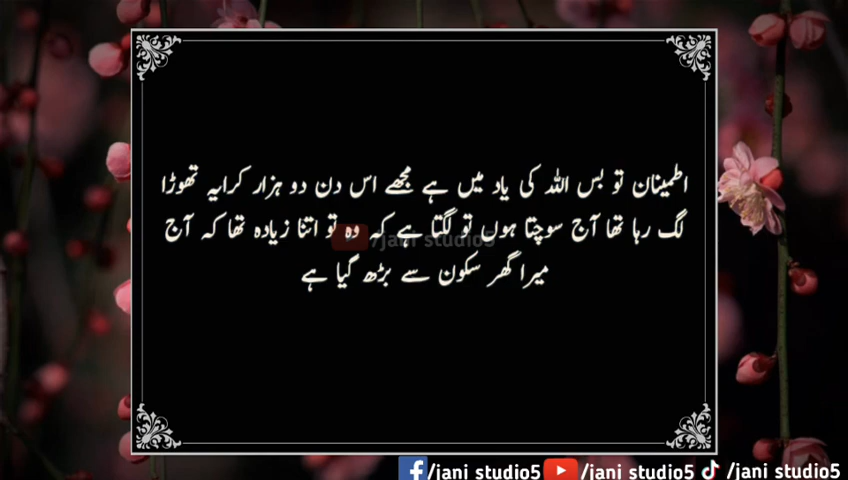 اطمینان تو بس اللہ کی یاد میں ہے مجھے اس دن دو ہزار کرایہ تھوڑا
لگ رہا تھا آج سوچتا ہوں تو لگتا ہے کہ وہ تو اتنا زیادہ تھا کہ آج
/jani studio5
میرا گھر سکون سے بڑھ گیا ہے
/jani studio5 /jani studio5 /jani studio5